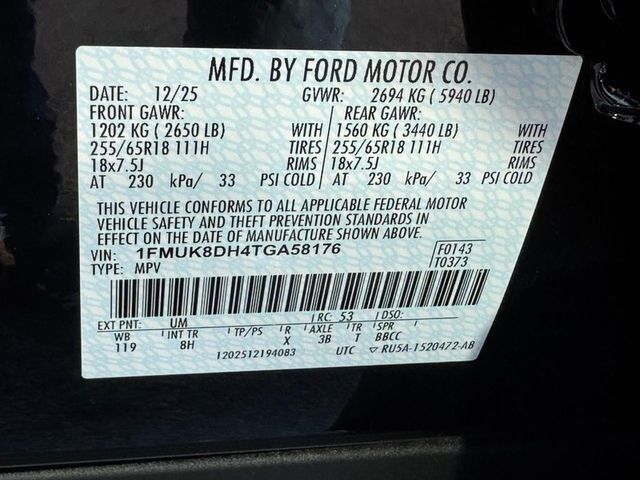 MFD. BY FORD MOTOR CO.
DATE: 12/25 GVWR: 2694 KG ( 5940 LB)
FRONT GAWR: REAR GAWR:
1202 KG ( 2650 LB) WITH 1560 KG ( 3440 LB) WITH
255/65R18 111H TIRES 255/65R18 111H TIRES
18x7.5J RIMS 18x7.5J RIMS
AT 230 kPa/ 33 PSI COLD AT 230 kPa/ 33 PSI COLD
THIS VEHICLE CONFORMS TO ALL APPLICABLE FEDERAL MOTOR
VEHICLE SAFETY AND THEFT PREVENTION STANDARDS IN
EFFECT ON THE DATE OF MANUFACTURE SHOWN ABOVE.
VIN: 1FMUK8DH4TGA58176 F0143
TYPE: MPV T0373
EXT PNT: UM RC: 53 DSO:
WB INT TR TP/PS R AXLE TR SPR
119 8H X 3B T BBCC
1202512194083 UTC ▽ RU5A-1520472-AB